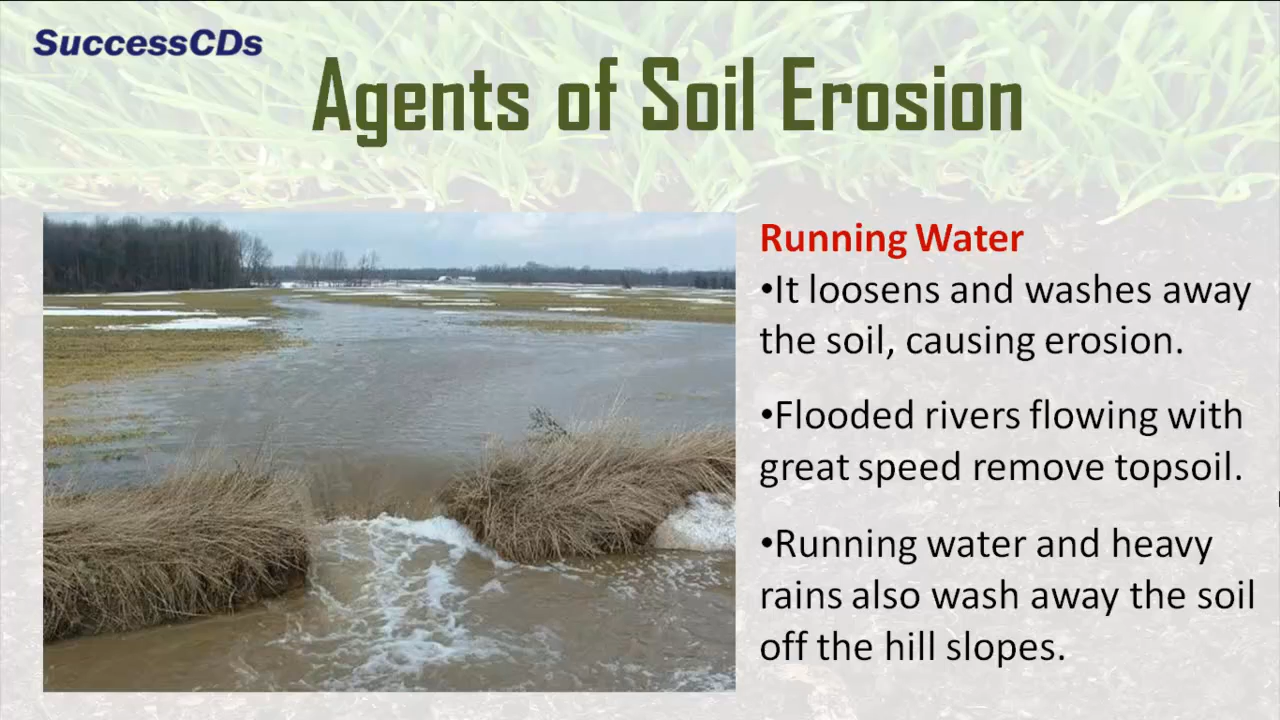 SuccessCDs
Agents of Soil Erosion
Running Water
•It loosens and washes away
the soil, causing erosion.
•Flooded rivers flowing with
great speed remove topsoil.
•Running water and heavy
rains also wash away the soil
off the hill slopes.